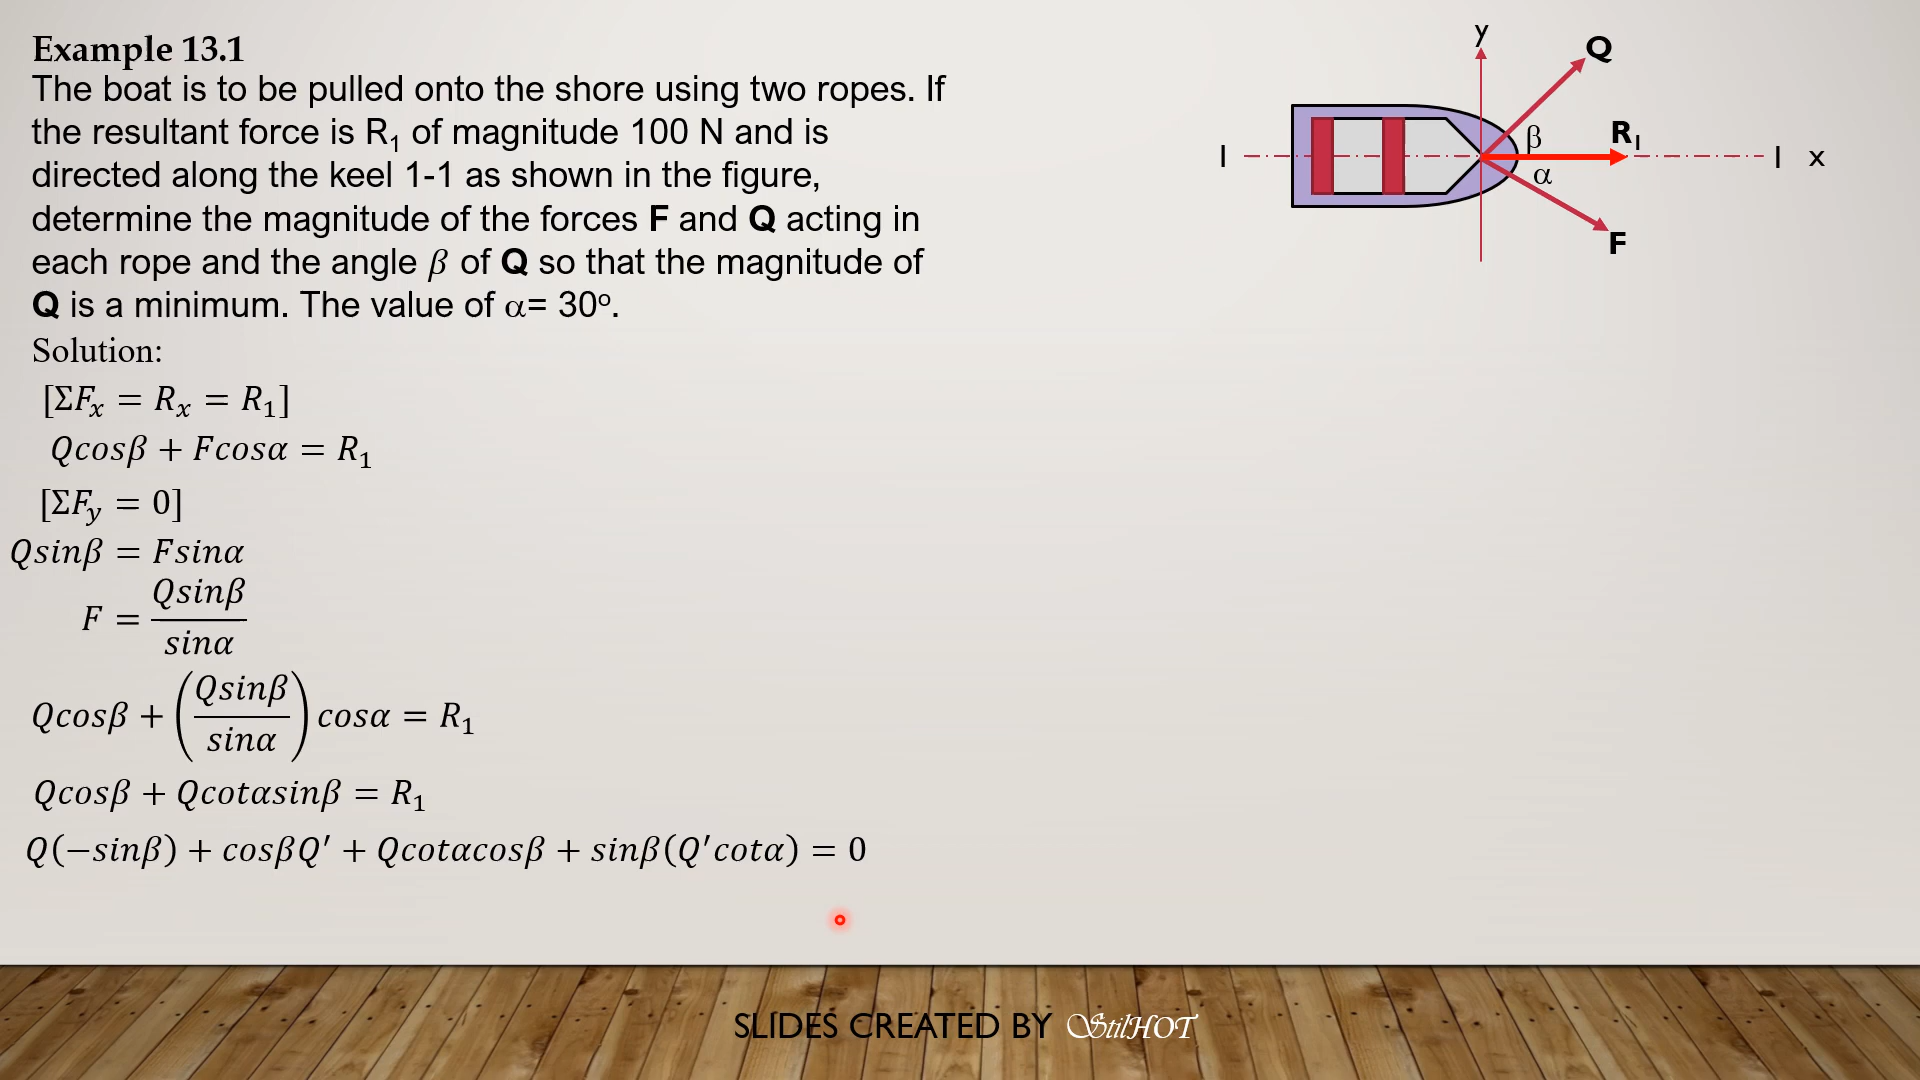 Example 13.1
The boat is to be pulled onto the shore using two ropes. If
the resultant force is R₁ of magnitude 100 N and is
directed along the keel 1-1 as shown in the figure,
determine the magnitude of the forces F and Q acting in
each rope and the angle β of Q so that the magnitude of
Q is a minimum. The value of α= 30°.
Solution:
[ΣFₓ = Rₓ = R₁]
Qcosβ + Fcosα = R₁
[ΣF_y = 0]
Qsinβ = Fsinα
F = Qsinβ / sinα
Qcosβ + (Qsinβ / sinα) cosα = R₁
Qcosβ + Qcotαsinβ = R₁
Q(−sinβ) + cosβQ′ + Qcotαcosβ + sinβ(Q′cotα) = 0
y
Q
β
R₁
1
1
x
α
F
SLIDES CREATED BY StilHOT